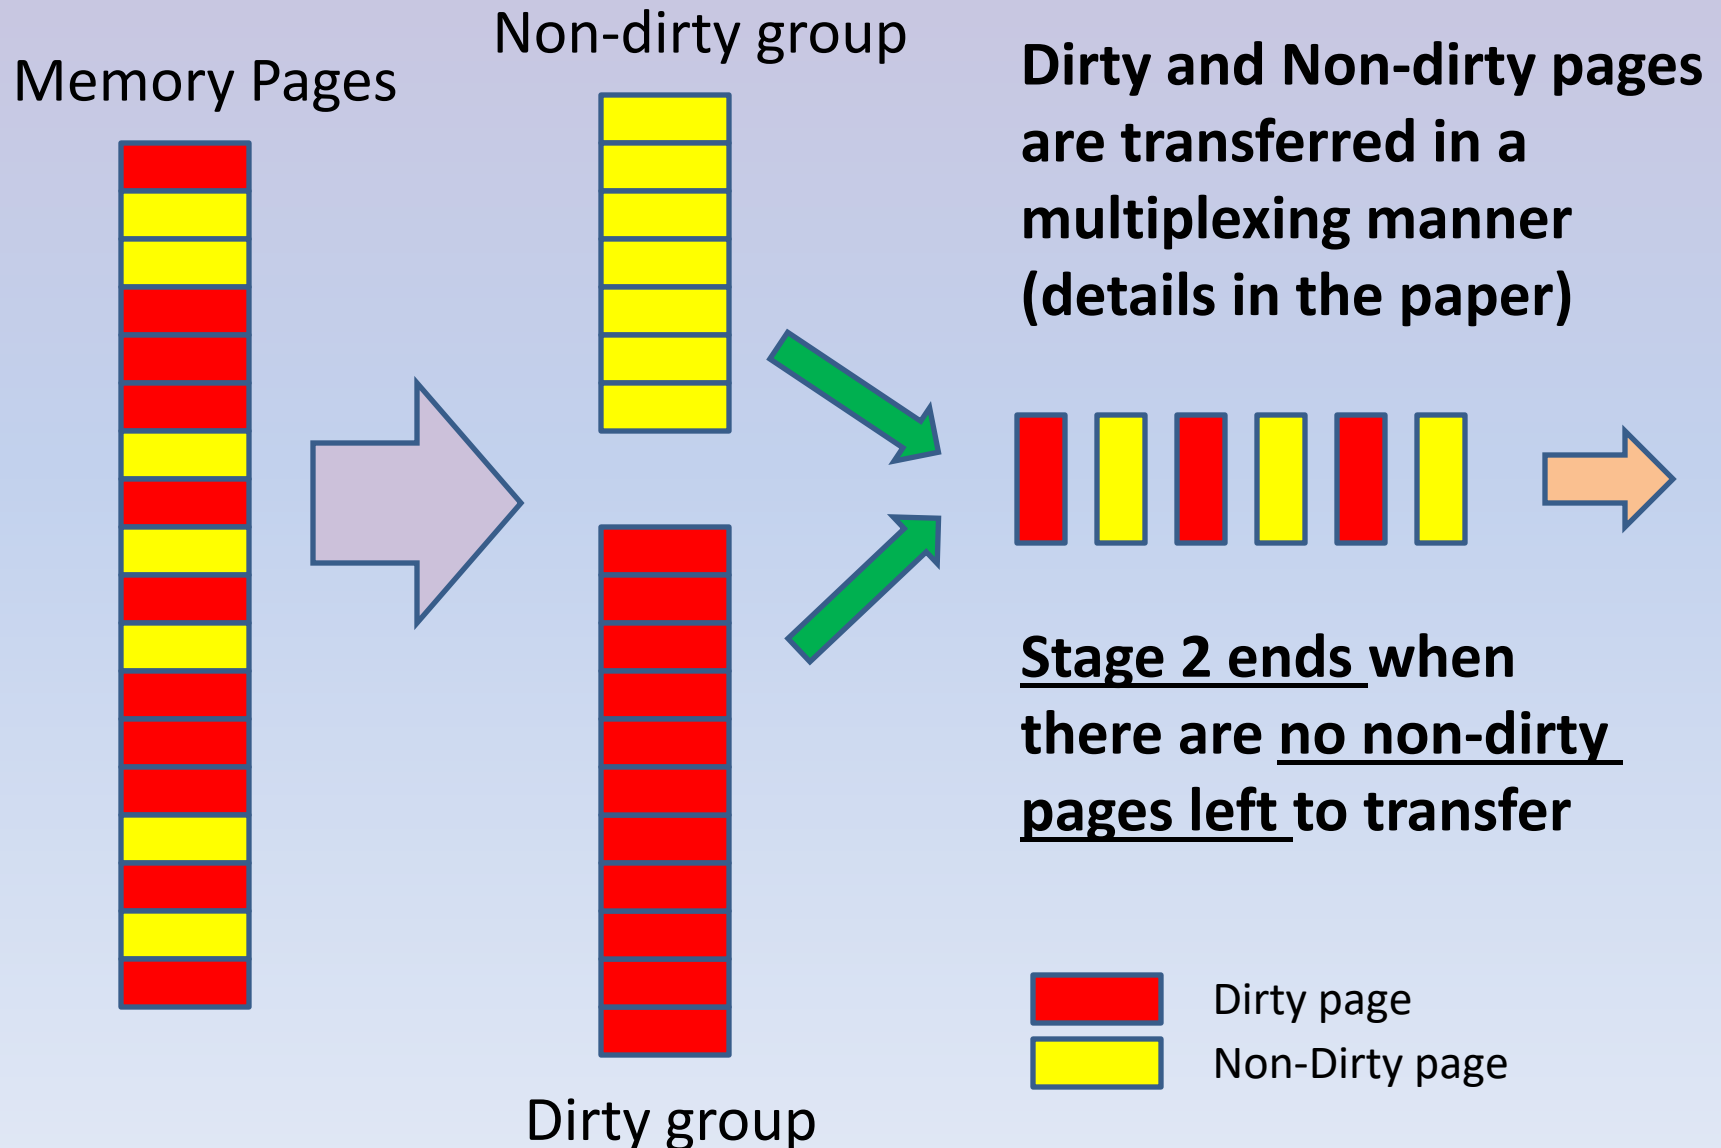 Memory Pages
Non-dirty group
Dirty group
Dirty and Non-dirty pages
are transferred in a
multiplexing manner
(details in the paper)
Stage 2 ends when
there are no non-dirty
pages left to transfer
Dirty page
Non-Dirty page